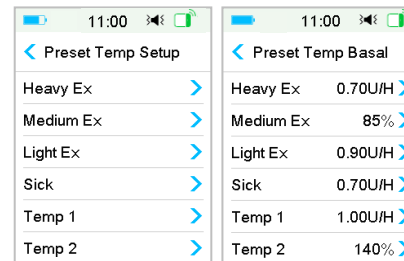 11:00
Preset Temp Setup
Heavy Ex
Medium Ex
Light Ex
Sick
Temp 1
Temp 2
11:00
Preset Temp Basal
Heavy Ex 0.70U/H
Medium Ex 85%
Light Ex 0.90U/H
Sick 0.70U/H
Temp 1 1.00U/H
Temp 2 140%